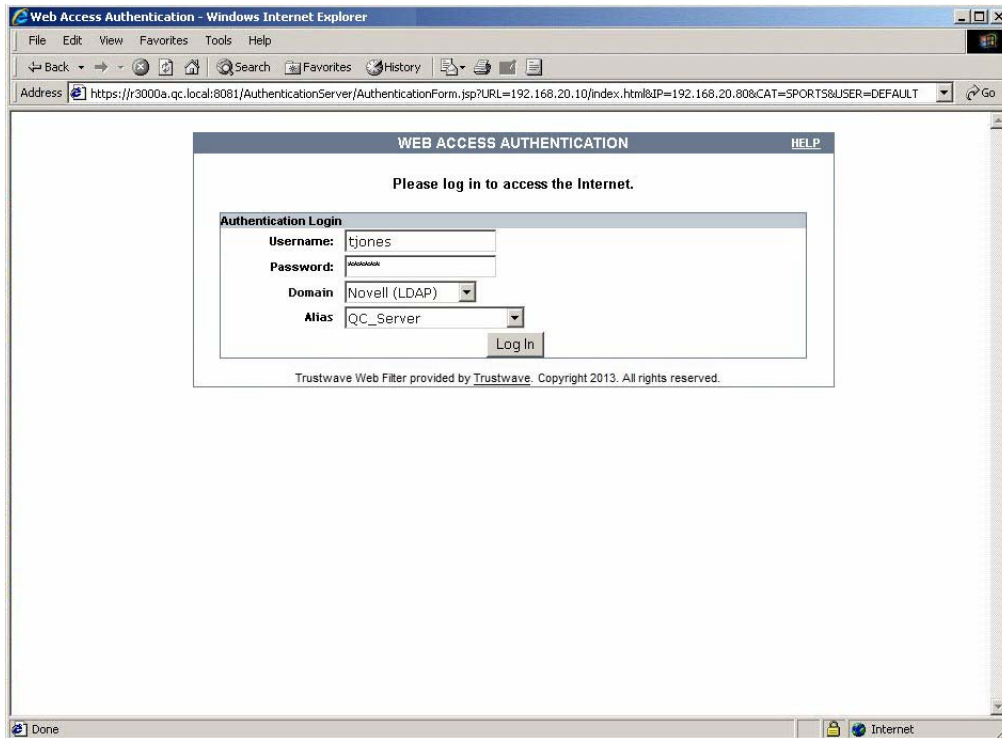 Web Access Authentication - Windows Internet Explorer
File Edit View Favorites Tools Help
Back Search Favorites History
Address https://r3000a.qc.local:8081/AuthenticationServer/AuthenticationForm.jsp?URL=192.168.20.10/index.html&IP=192.168.20.80&CAT=SPORTS&USER=DEFAULT Go
WEB ACCESS AUTHENTICATION HELP
Please log in to access the Internet.
Authentication Login
Username: tjones
Password: ******
Domain Novell (LDAP)
Alias QC_Server
Log In
Trustwave Web Filter provided by Trustwave. Copyright 2013. All rights reserved.
Done Internet